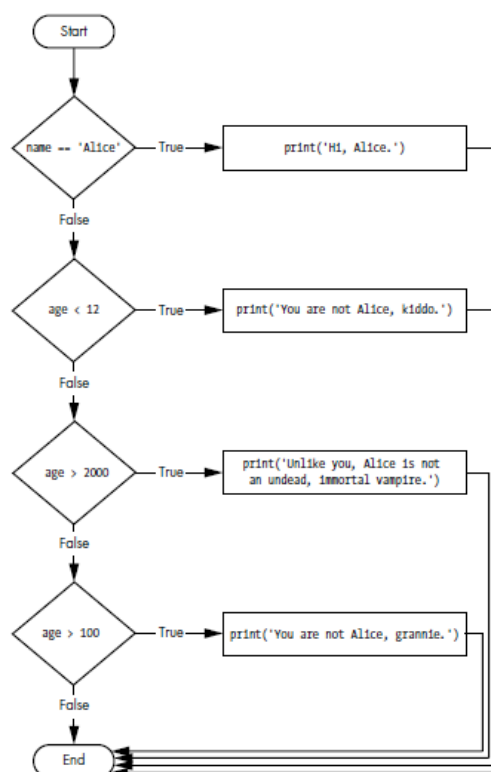 Start
name == 'Alice'
True
print('Hi, Alice.')
False
age < 12
True
print('You are not Alice, kiddo.')
False
age > 2000
True
print('Unlike you, Alice is not
an undead, immortal vampire.')
False
age > 100
True
print('You are not Alice, grannie.')
False
End